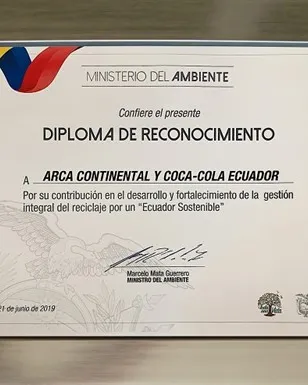 MINISTERIO DEL AMBIENTE
Confiere el presente
DIPLOMA DE RECONOCIMIENTO
A ARCA CONTINENTAL Y COCA-COLA ECUADOR
Por su contribución en el desarrollo y fortalecimiento de la gestión
integral del reciclaje por un "Ecuador Sostenible"
Marcelo Mata Guerrero
MINISTRO DEL AMBIENTE
21 de junio de 2019